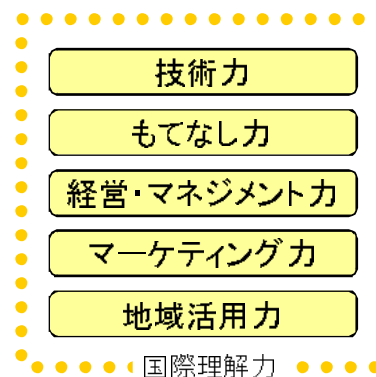 技術力
もてなし力
経営・マネジメント力
マーケティング力
地域活用力
国際理解力